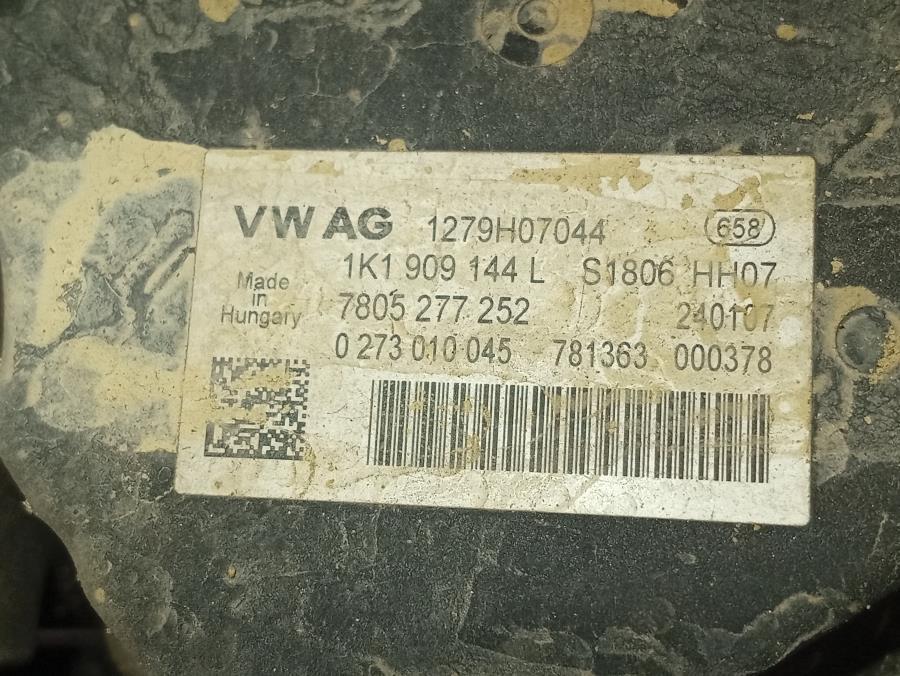 VW AG 1279H07044 658
1K1 909 144 L S1806 HH07
Made
in
Hungary
7805 277 252 240107
0 273 010 045 781363 000378